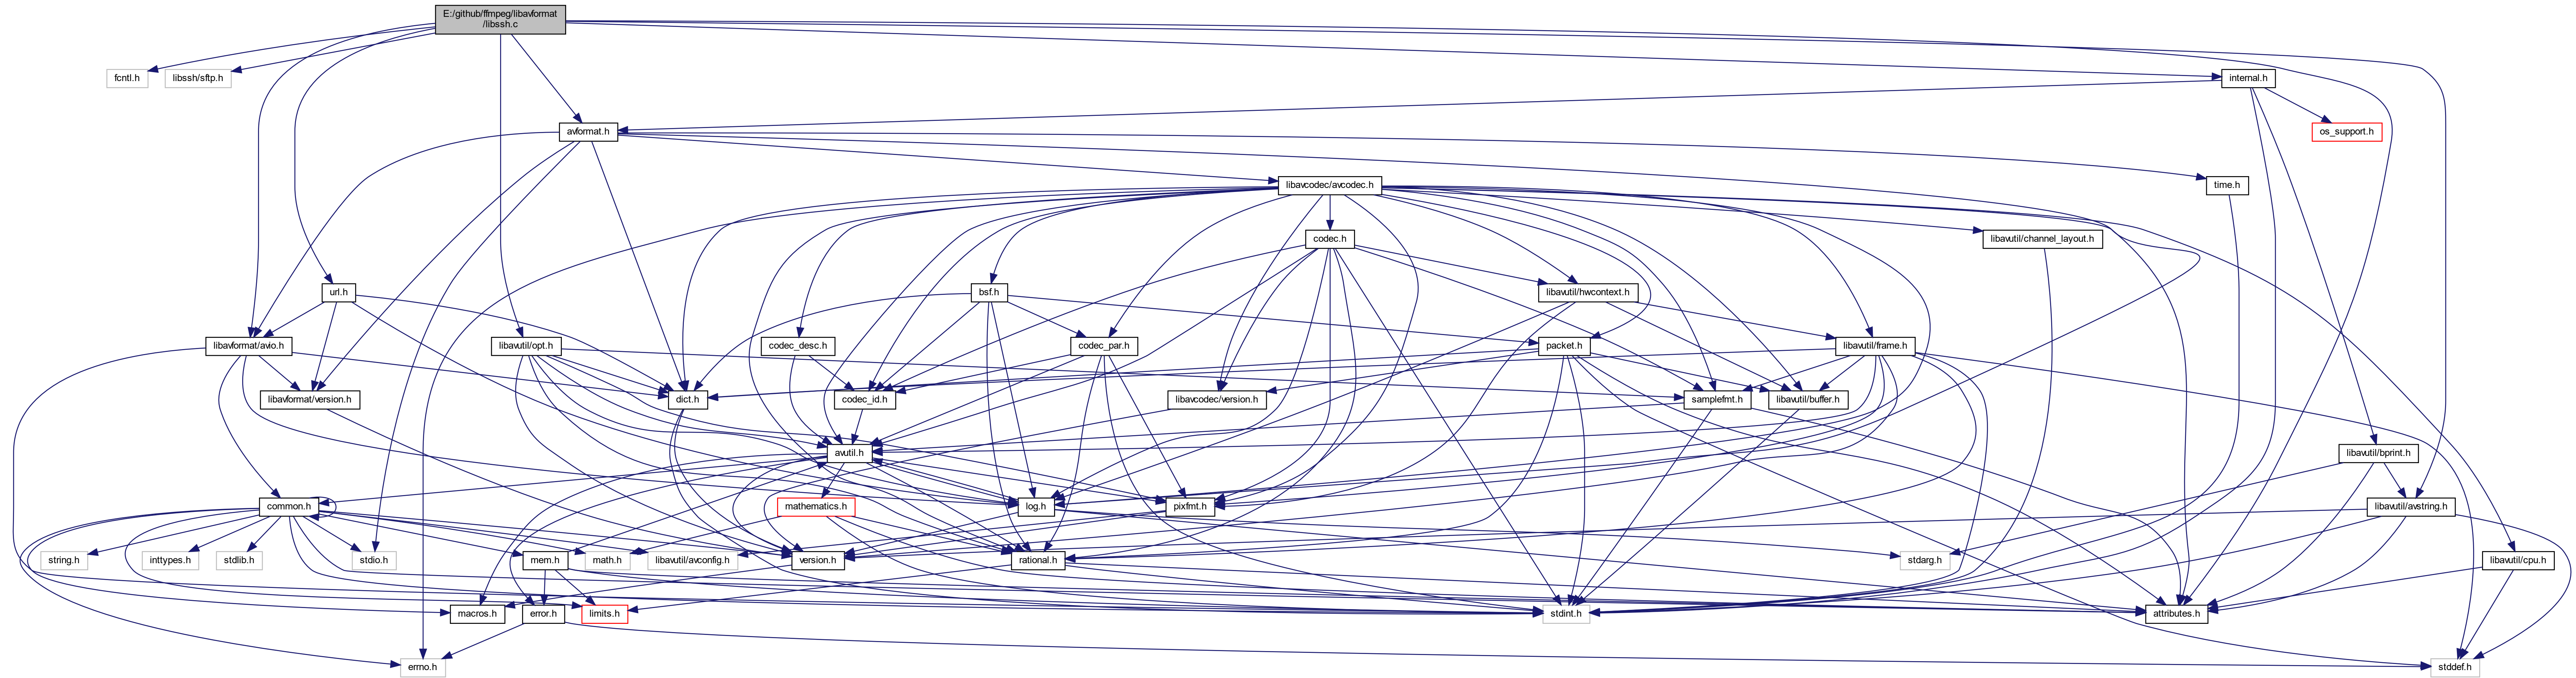 E:/github/ffmpeg/libavformat
/libssh.c
fcntl.h
libssh/sftp.h
internal.h
avformat.h
os_support.h
libavcodec/avcodec.h
time.h
codec.h
libavutil/channel_layout.h
url.h
bsf.h
libavutil/hwcontext.h
libavformat/avio.h
libavutil/opt.h
codec_desc.h
codec_par.h
packet.h
libavutil/frame.h
libavformat/version.h
dict.h
codec_id.h
libavcodec/version.h
samplefmt.h
libavutil/buffer.h
avutil.h
libavutil/bprint.h
common.h
mathematics.h
log.h
pixfmt.h
libavutil/avstring.h
string.h
inttypes.h
stdlib.h
stdio.h
mem.h
math.h
libavutil/avconfig.h
version.h
rational.h
stdarg.h
libavutil/cpu.h
macros.h
error.h
limits.h
stdint.h
attributes.h
errno.h
stddef.h